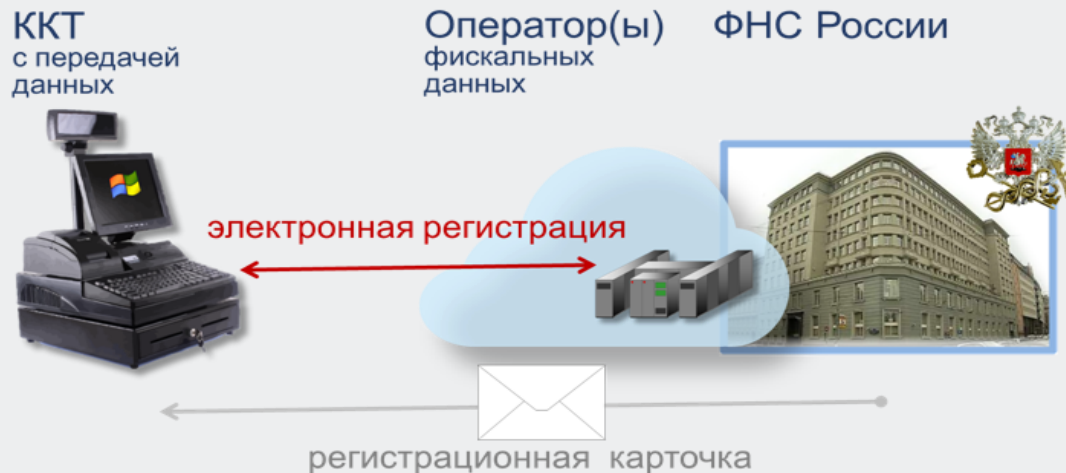 ККТ
с передачей
данных
Оператор(ы)
фискальных
данных
ФНС России
электронная регистрация
регистрационная карточка